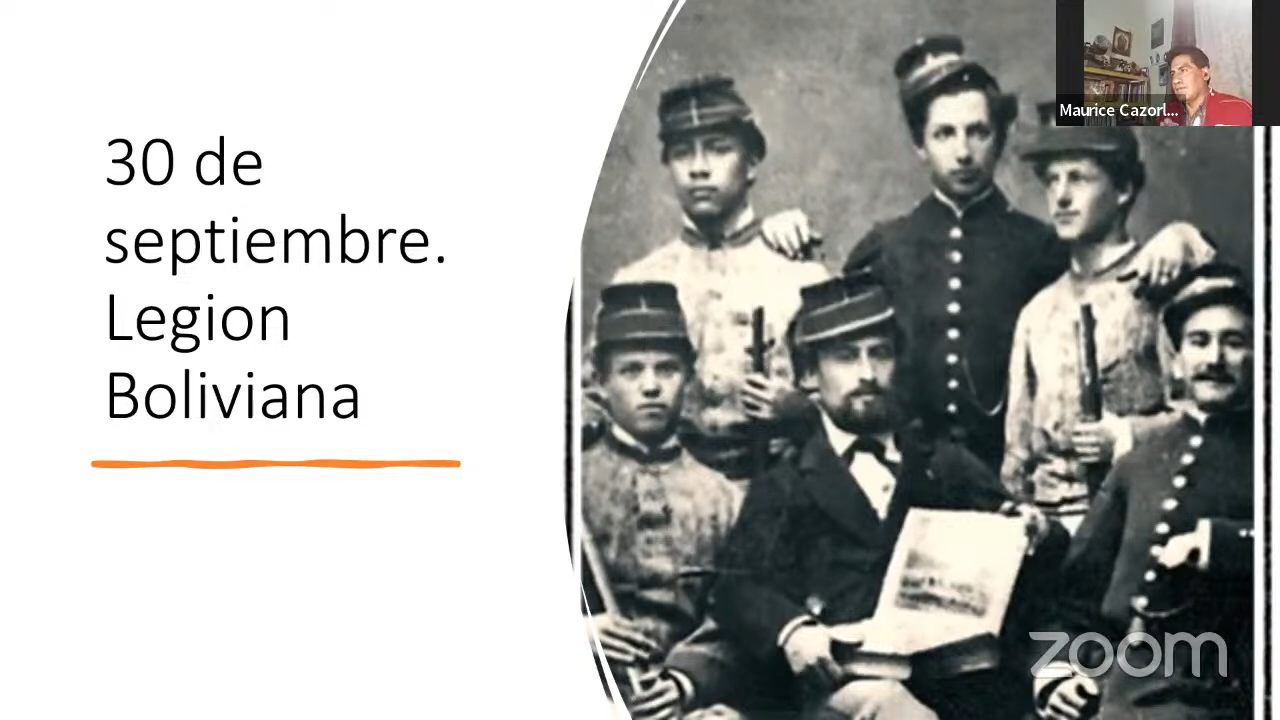 30 de
septiembre.
Legion
Boliviana
Maurice Cazorl...
zoom